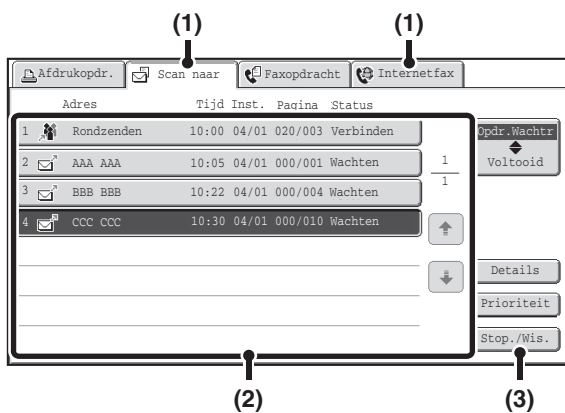 (1) (1)
Afdrukopdr. Scan naar Faxopdracht Internetfax
Adres Tijd Inst. Pagina Status
1 Rondzenden 10:00 04/01 020/003 Verbinden
2 AAA AAA 10:05 04/01 000/001 Wachten
3 BBB BBB 10:22 04/01 000/004 Wachten
4 CCC CCC 10:30 04/01 000/010 Wachten
1
1
Opdr.Wachtr
Voltooid
Details
Prioriteit
Stop./Wis.
(2) (3)